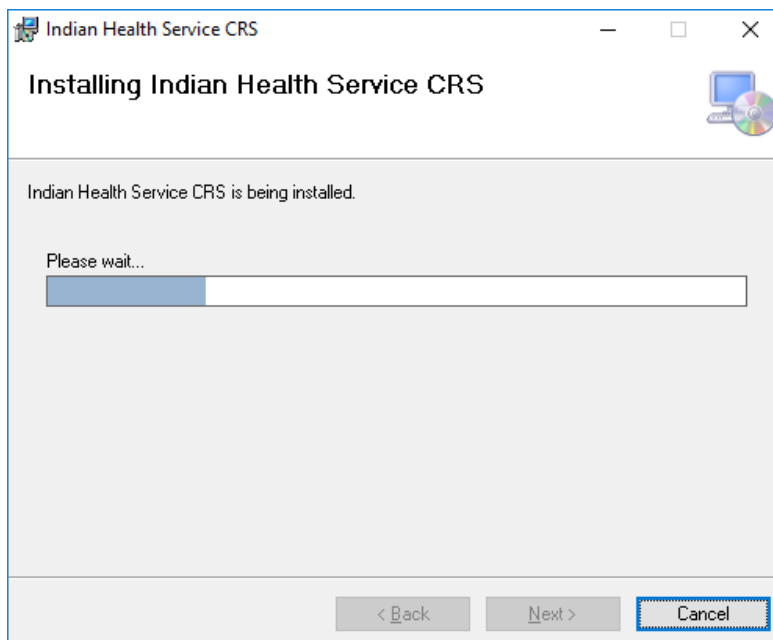 Indian Health Service CRS
Installing Indian Health Service CRS
Indian Health Service CRS is being installed.
Please wait...
< Back Next > Cancel